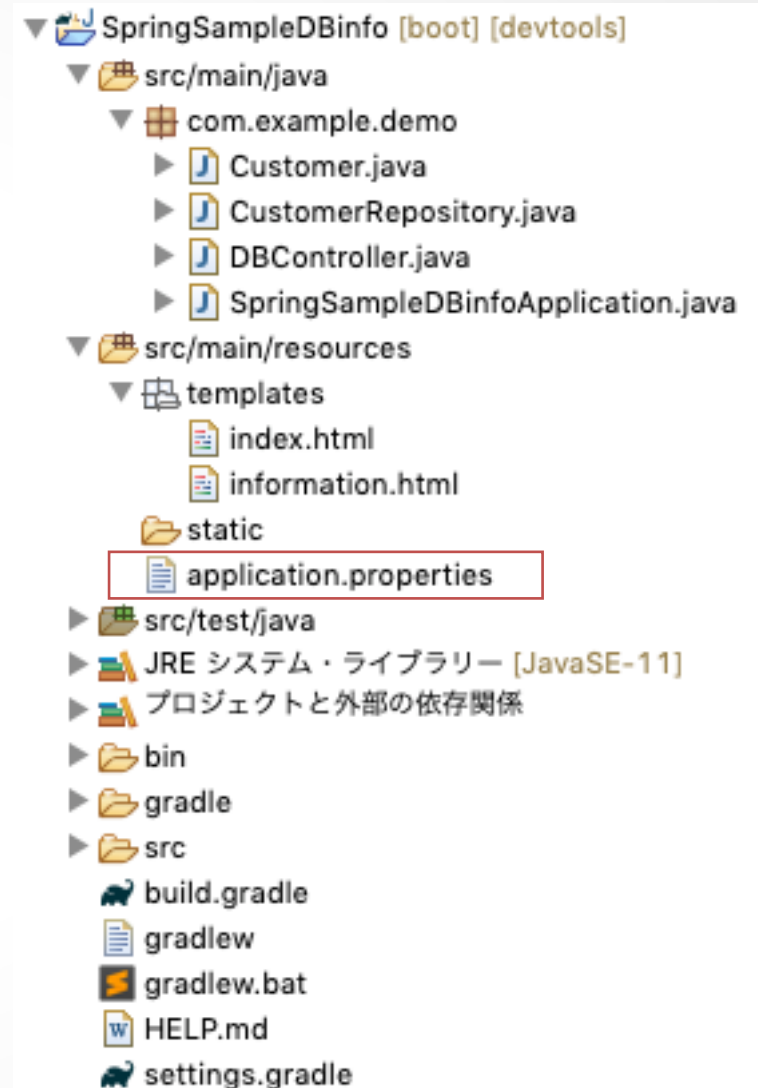 SpringSampleDBinfo [boot] [devtools]
src/main/java
com.example.demo
Customer.java
CustomerRepository.java
DBController.java
SpringSampleDBinfoApplication.java
src/main/resources
templates
index.html
information.html
static
application.properties
src/test/java
JRE システム・ライブラリー [JavaSE-11]
プロジェクトと外部の依存関係
bin
gradle
src
build.gradle
gradlew
gradlew.bat
HELP.md
settings.gradle